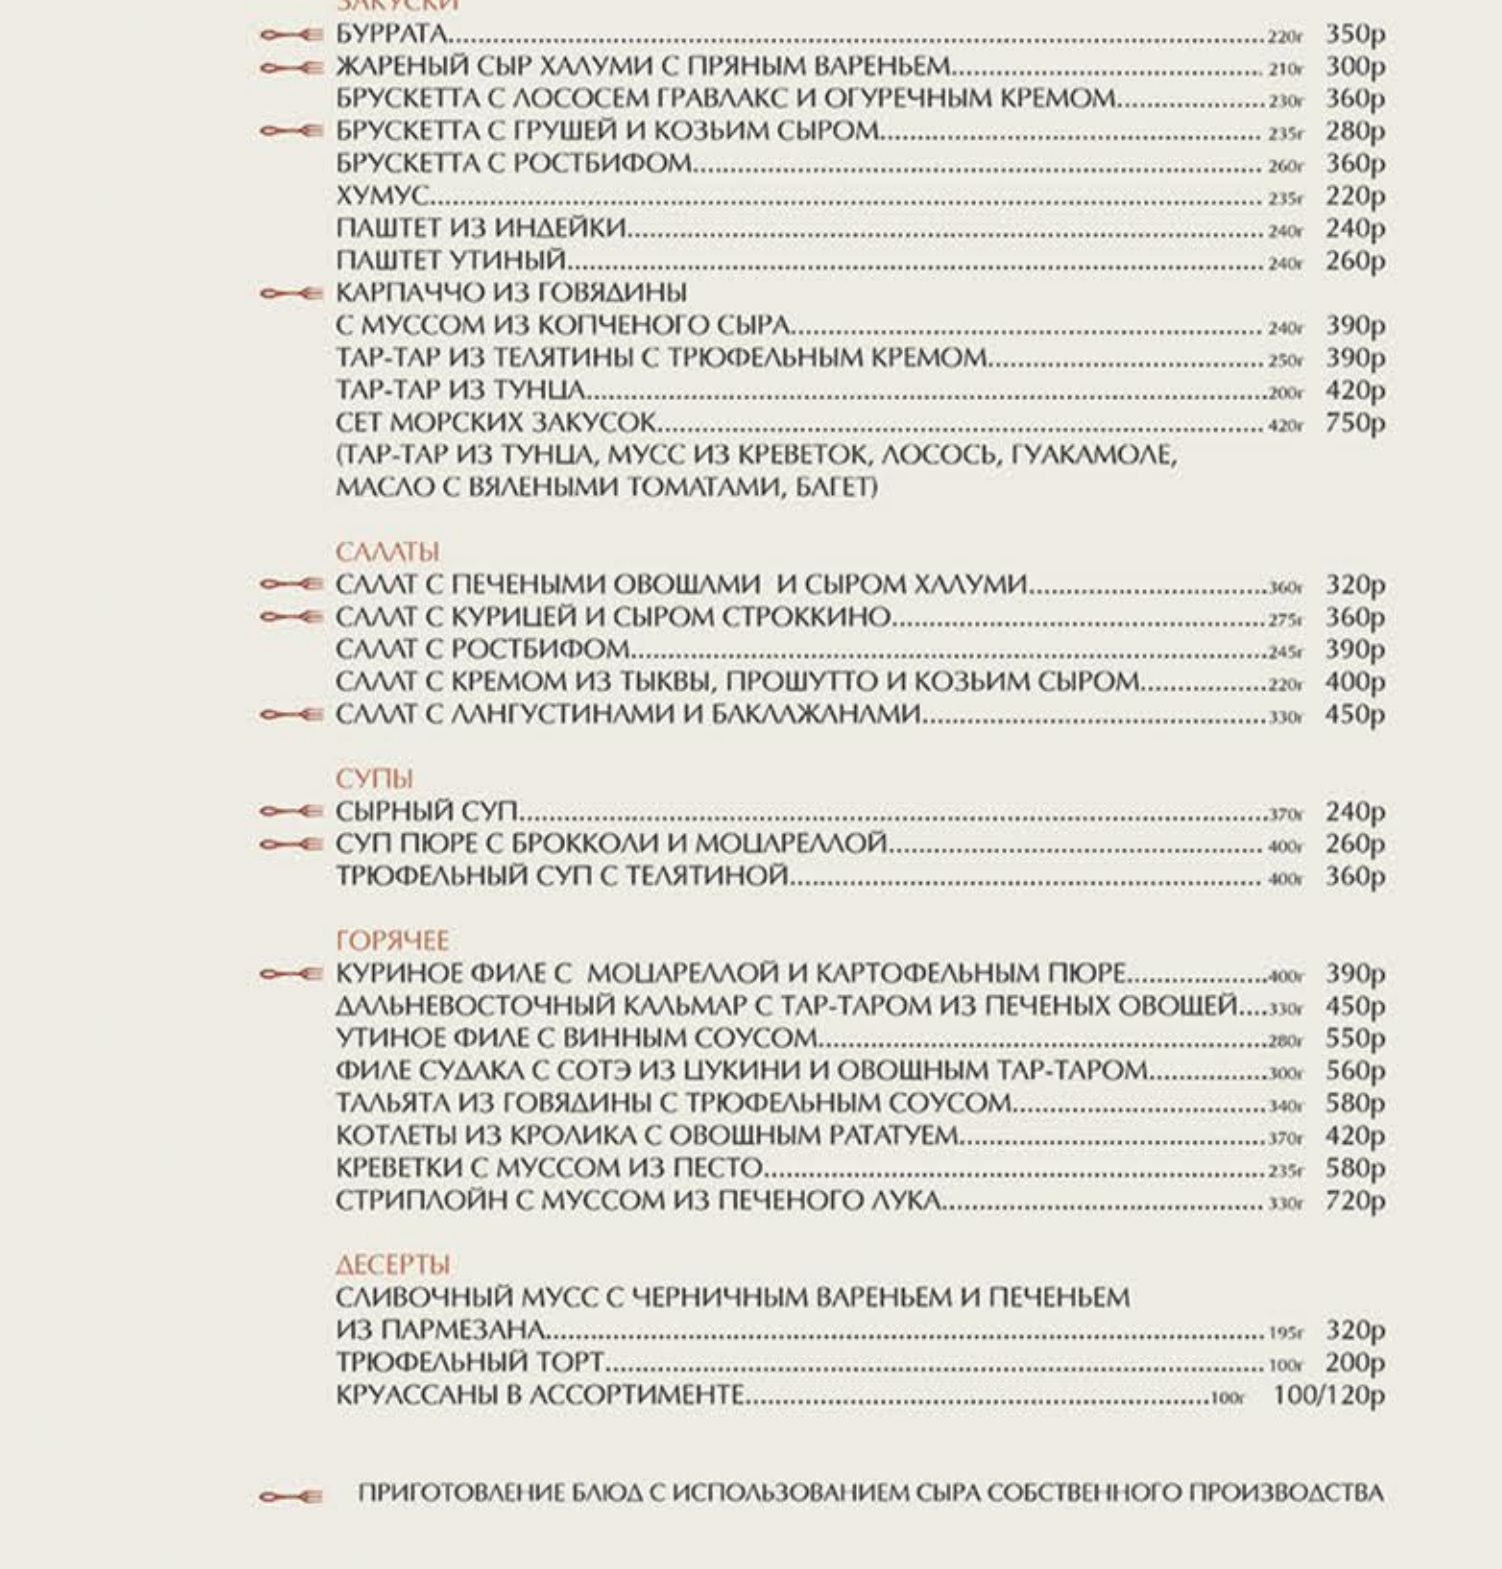 ЗАКУСКИ
БУРРАТА........220г 350р
ЖАРЕНЫЙ СЫР ХАЛУМИ С ПРЯНЫМ ВАРЕНЬЕМ........210г 300р
БРУСКЕТТА С ЛОСОСЕМ ГРАВЛАКС И ОГУРЕЧНЫМ КРЕМОМ........230г 360р
БРУСКЕТТА С ГРУШЕЙ И КОЗЬИМ СЫРОМ........235г 280р
БРУСКЕТТА С РОСТБИФОМ........260г 360р
ХУМУС........235г 220р
ПАШТЕТ ИЗ ИНДЕЙКИ........240г 240р
ПАШТЕТ УТИНЫЙ........240г 260р
КАРПАЧЧО ИЗ ГОВЯДИНЫ
С МУССОМ ИЗ КОПЧЕНОГО СЫРА........240г 390р
ТАР-ТАР ИЗ ТЕЛЯТИНЫ С ТРЮФЕЛЬНЫМ КРЕМОМ........250г 390р
ТАР-ТАР ИЗ ТУНЦА........200г 420р
СЕТ МОРСКИХ ЗАКУСОК........420г 750р
(ТАР-ТАР ИЗ ТУНЦА, МУСС ИЗ КРЕВЕТОК, ЛОСОСЬ, ГУАКАМОЛЕ,
МАСЛО С ВЯЛЕНЫМИ ТОМАТАМИ, БАГЕТ)
САЛАТЫ
САЛАТ С ПЕЧЕНЫМИ ОВОЩАМИ И СЫРОМ ХАЛУМИ........360г 320р
САЛАТ С КУРИЦЕЙ И СЫРОМ СТРОККИНО........275г 360р
САЛАТ С РОСТБИФОМ........245г 390р
САЛАТ С КРЕМОМ ИЗ ТЫКВЫ, ПРОШУТТО И КОЗЬИМ СЫРОМ........220г 400р
САЛАТ С ЛАНГУСТИНАМИ И БАКЛАЖАНАМИ........330г 450р
СУПЫ
СЫРНЫЙ СУП........370г 240р
СУП ПЮРЕ С БРОККОЛИ И МОЦАРЕЛЛОЙ........400г 260р
ТРЮФЕЛЬНЫЙ СУП С ТЕЛЯТИНОЙ........400г 360р
ГОРЯЧЕЕ
КУРИНОЕ ФИЛЕ С МОЦАРЕЛЛОЙ И КАРТОФЕЛЬНЫМ ПЮРЕ........400г 390р
ДАЛЬНЕВОСТОЧНЫЙ КАЛЬМАР С ТАР-ТАРОМ ИЗ ПЕЧЕНЫХ ОВОЩЕЙ....330г 450р
УТИНОЕ ФИЛЕ С ВИННЫМ СОУСОМ........280г 550р
ФИЛЕ СУДАКА С СОТЭ ИЗ ЦУКИНИ И ОВОЩНЫМ ТАР-ТАРОМ........300г 560р
ТАЛЬЯТА ИЗ ГОВЯДИНЫ С ТРЮФЕЛЬНЫМ СОУСОМ........340г 580р
КОТЛЕТЫ ИЗ КРОЛИКА С ОВОЩНЫМ РАТАТУЕМ........370г 420р
КРЕВЕТКИ С МУССОМ ИЗ ПЕСТО........235г 580р
СТРИПЛОЙН С МУССОМ ИЗ ПЕЧЕНОГО ЛУКА........330г 720р
ДЕСЕРТЫ
СЛИВОЧНЫЙ МУСС С ЧЕРНИЧНЫМ ВАРЕНЬЕМ И ПЕЧЕНЬЕМ
ИЗ ПАРМЕЗАНА........195г 320р
ТРЮФЕЛЬНЫЙ ТОРТ........100г 200р
КРУАССАНЫ В АССОРТИМЕНТЕ........100г 100/120р
ПРИГОТОВЛЕНИЕ БЛЮД С ИСПОЛЬЗОВАНИЕМ СЫРА СОБСТВЕННОГО ПРОИЗВОДСТВА